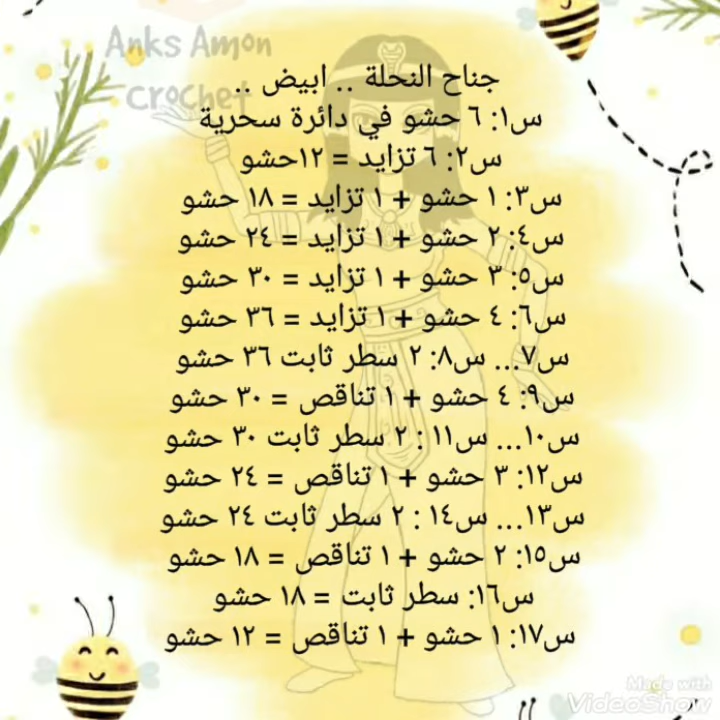 Anks Amon
Crochet
جناح النحلة .. ابيض ..
س١: ٦ حشو في دائرة سحرية
س٢: ٦ تزايد = ١٢حشو
س٣: ١ حشو + ١ تزايد = ١٨ حشو
س٤: ٢ حشو + ١ تزايد = ٢٤ حشو
س٥: ٣ حشو + ١ تزايد = ٣٠ حشو
س٦: ٤ حشو + ١ تزايد = ٣٦ حشو
س٧... س٨: ٢ سطر ثابت ٣٦ حشو
س٩: ٤ حشو + ١ تناقص = ٣٠ حشو
س١٠... س١١ : ٢ سطر ثابت ٣٠ حشو
س١٢: ٣ حشو + ١ تناقص = ٢٤ حشو
س١٣... س١٤ : ٢ سطر ثابت ٢٤ حشو
س١٥: ٢ حشو + ١ تناقص = ١٨ حشو
س١٦: سطر ثابت = ١٨ حشو
س١٧: ١ حشو + ١ تناقص = ١٢ حشو
Made with
VideoShow